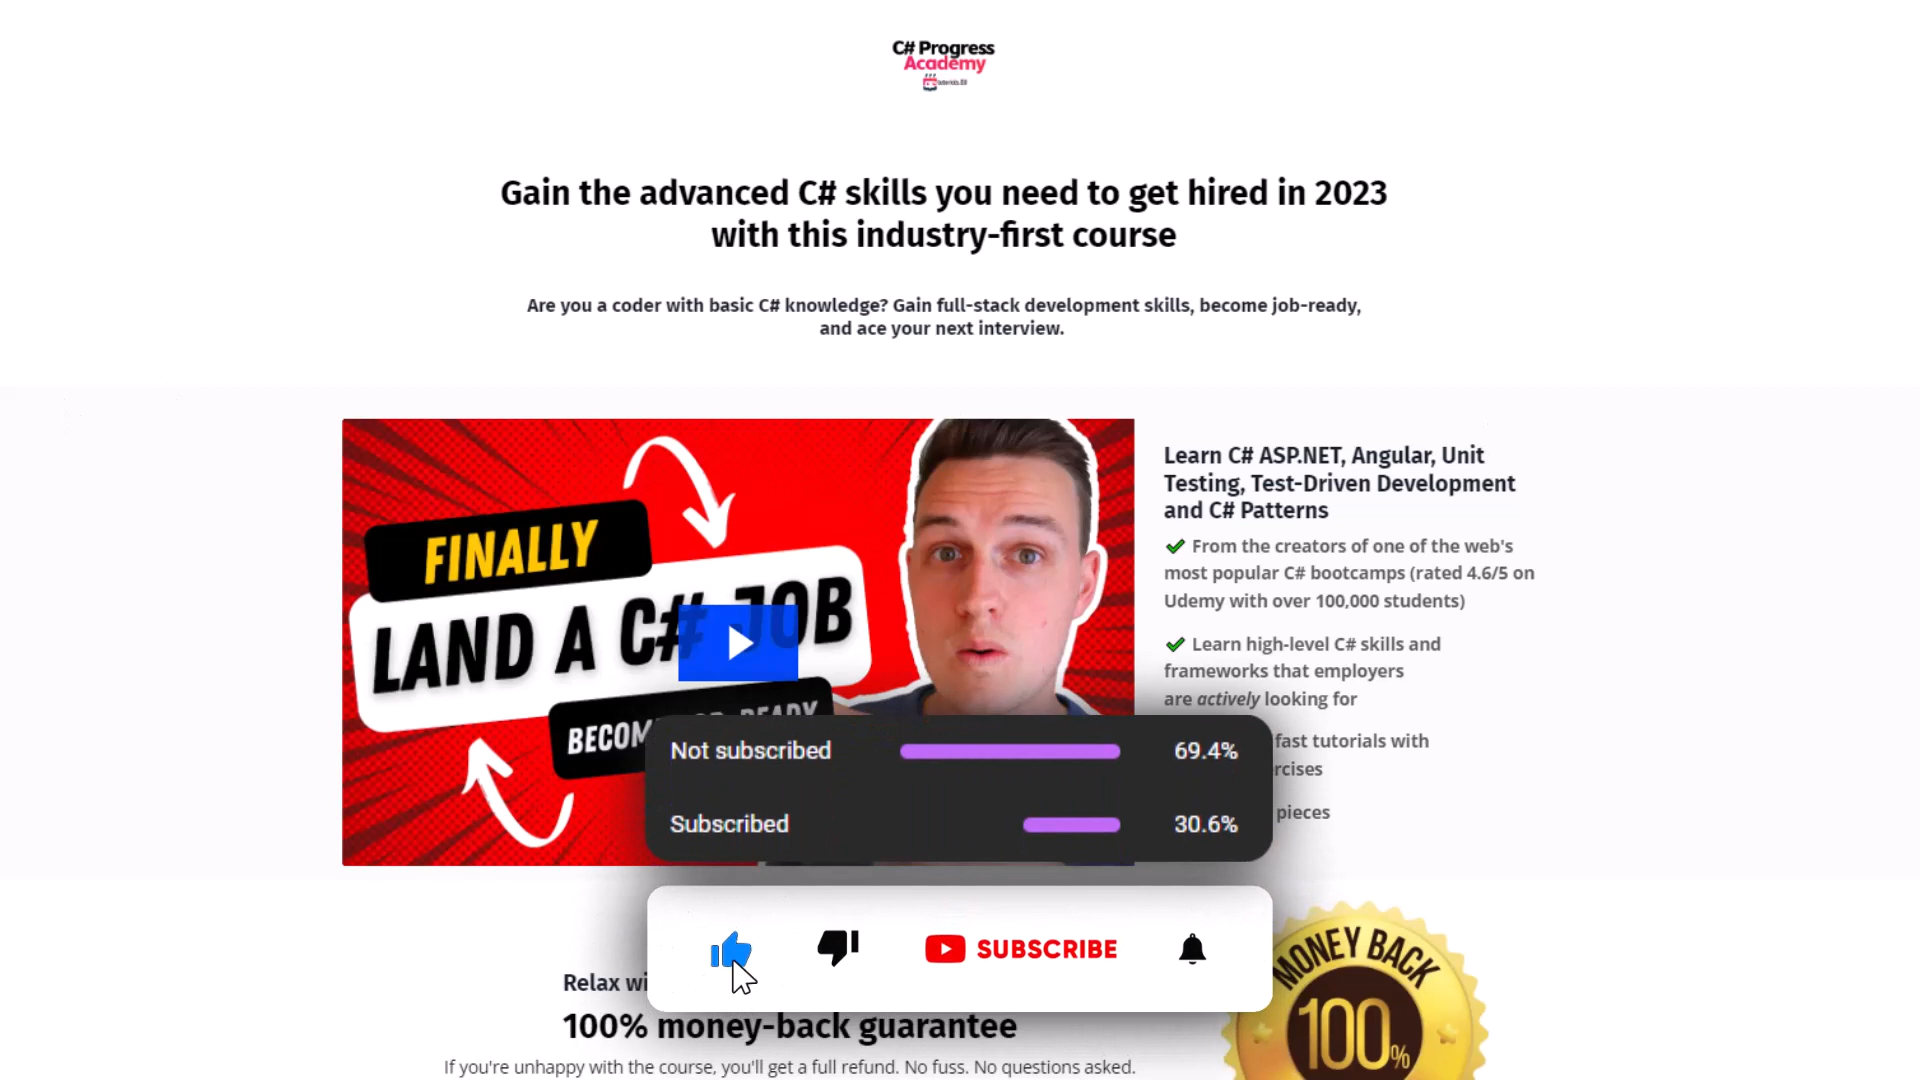 C# Progress
Academy
Gain the advanced C# skills you need to get hired in 2023
with this industry-first course
Are you a coder with basic C# knowledge? Gain full-stack development skills, become job-ready,
and ace your next interview.
FINALLY
LAND A C# JOB
BECOM
READY
Learn C# ASP.NET, Angular, Unit
Testing, Test-Driven Development
and C# Patterns
From the creators of one of the web's
most popular C# bootcamps (rated 4.6/5 on
Udemy with over 100,000 students)
Learn high-level C# skills and
frameworks that employers
are actively looking for
fast tutorials with
rcises
pieces
Not subscribed 69.4%
Subscribed 30.6%
SUBSCRIBE
Relax wi
100% money-back guarantee
If you're unhappy with the course, you'll get a full refund. No fuss. No questions asked.
MONEY BACK
100%